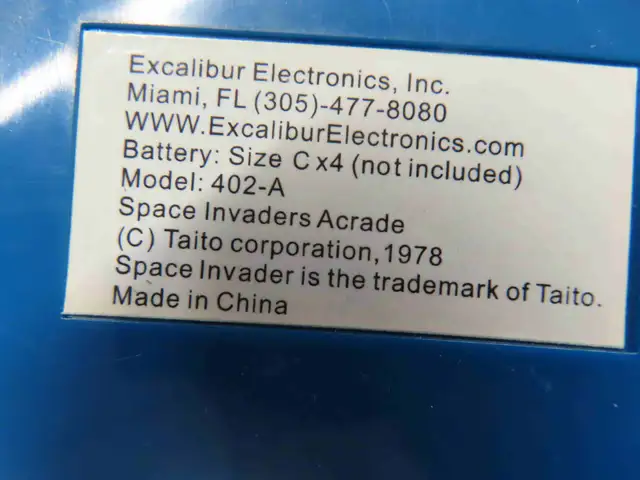 Excalibur Electronics, Inc.
Miami, FL (305)-477-8080
WWW.ExcaliburElectronics.com
Battery: Size C x4 (not included)
Model: 402-A
Space Invaders Acrade
(C) Taito corporation,1978
Space Invader is the trademark of Taito.
Made in China